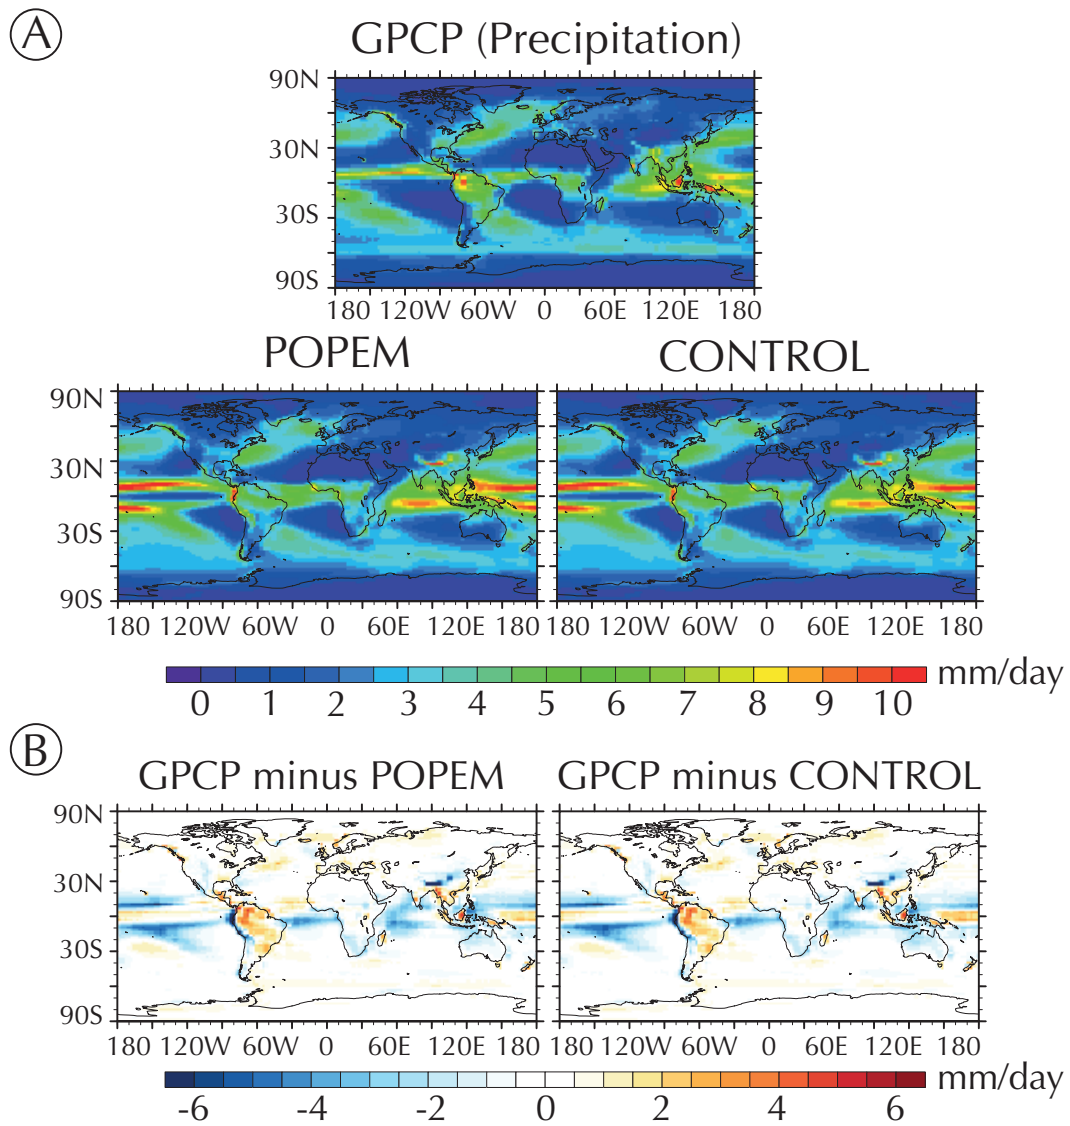 A
GPCP (Precipitation)
90N
30N
30S
90S
180 120W 60W 0 60E 120E 180
POPEM CONTROL
90N
30N
30S
90S
180 120W 60W 0 60E 120E 180 180 120W 60W 0 60E 120E 180
mm/day
0 1 2 3 4 5 6 7 8 9 10
B
GPCP minus POPEM GPCP minus CONTROL
90N
30N
30S
90S
180 120W 60W 0 60E 120E 180 180 120W 60W 0 60E 120E 180
mm/day
-6 -4 -2 0 2 4 6